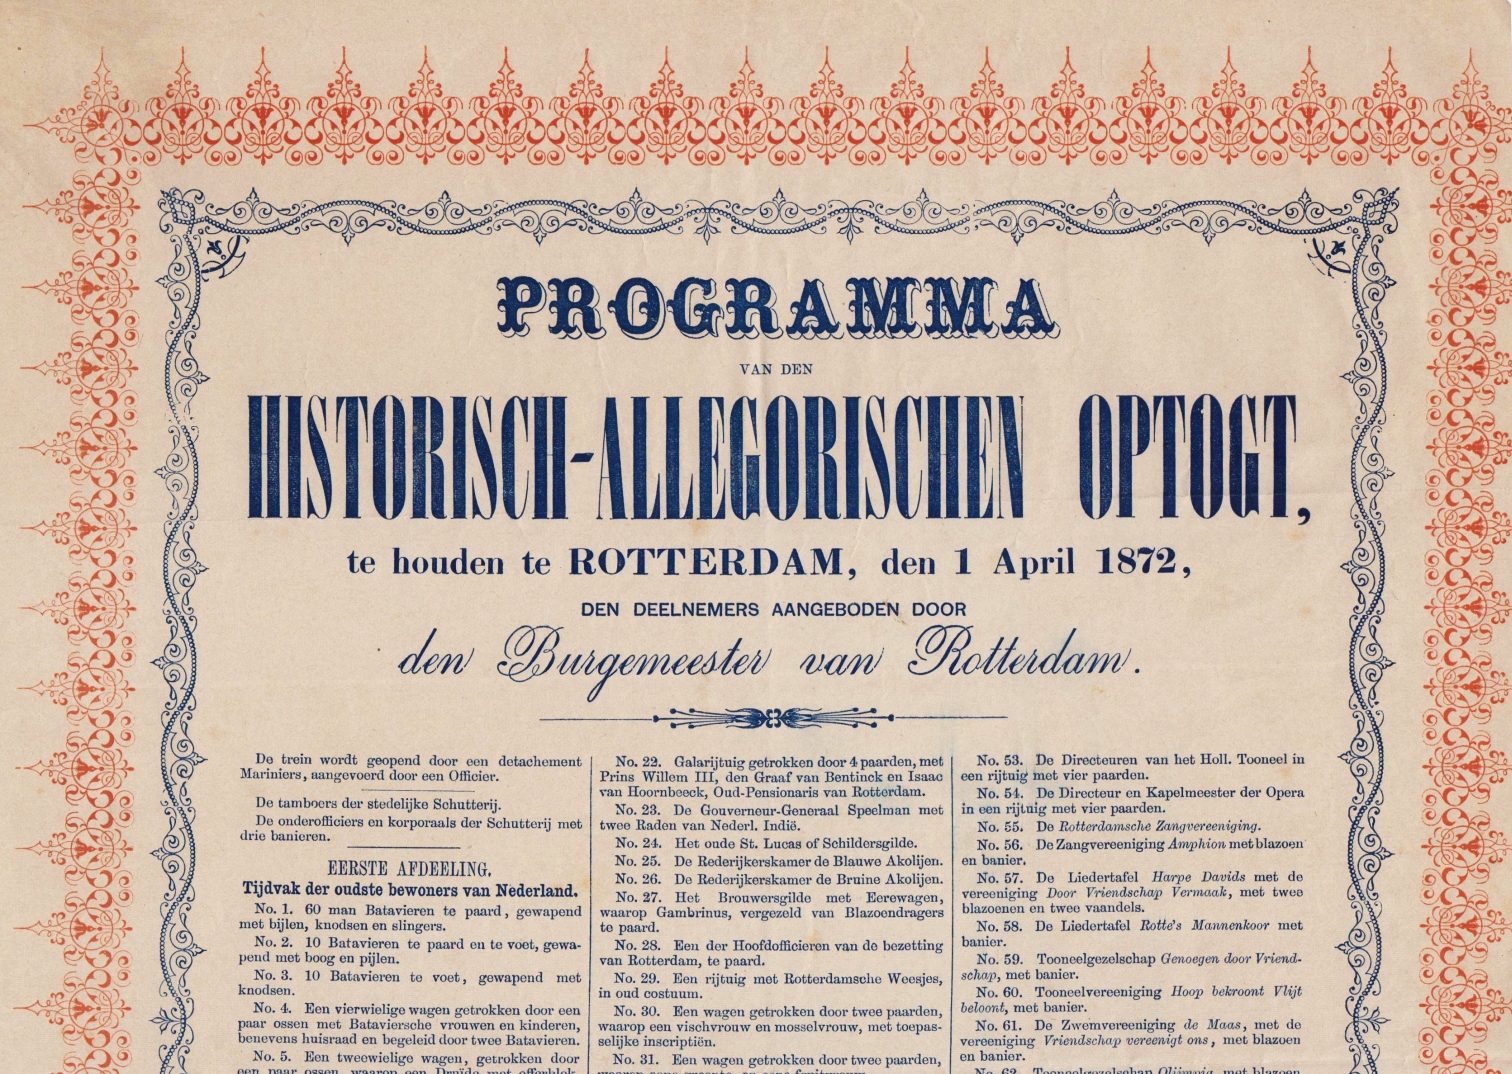 PROGRAMMA
VAN DEN
HISTORISCH-ALLEGORISCHEN OPTOGT,
te houden te ROTTERDAM, den 1 April 1872,
DEN DEELNEMERS AANGEBODEN DOOR
den Burgemeester van Rotterdam.
De trein wordt geopend door een detachement
Mariniers, aangevoerd door een Officier.
De tamboers der stedelijke Schutterij.
De onderofficiers en korporaals der Schutterij met
drie banieren.
EERSTE AFDEELING.
Tijdvak der oudste bewoners van Nederland.
No. 1. 60 man Batavieren te paard, gewapend
met bijlen, knodsen en slingers.
No. 2. 10 Batavieren te paard en te voet, gewa-
pend met boog en pijlen.
No. 3. 10 Batavieren te voet, gewapend met
knodsen.
No. 4. Een vierwielige wagen getrokken door een
paar ossen met Bataviersche vrouwen en kinderen,
benevens huisraad en begeleid door twee Batavieren.
No. 5. Een tweewielige wagen, getrokken door
een paar ossen, waarop een Druïde met offerblok,
No. 22. Galarijtuig getrokken door 4 paarden, met
Prins Willem III, den Graaf van Bentinck en Isaac
van Hoornbeeck, Oud-Pensionaris van Rotterdam.
No. 23. De Gouverneur-Generaal Speelman met
twee Raden van Nederl. Indië.
No. 24. Het oude St. Lucas of Schildersgilde.
No. 25. De Rederijkerskamer de Blauwe Akolijen.
No. 26. De Rederijkerskamer de Bruine Akolijen.
No. 27. Het Brouwersgilde met Eerewagen,
waarop Gambrinus, vergezeld van Blazoendragers
te paard.
No. 28. Een der Hoofdofficieren van de bezetting
van Rotterdam, te paard.
No. 29. Een rijtuig met Rotterdamsche Weesjes,
in oud costuum.
No. 30. Een wagen getrokken door twee paarden,
waarop een vischvrouw en mosselvrouw, met toepas-
selijke inscriptiën.
No. 31. Een wagen getrokken door twee paarden,
No. 53. De Directeuren van het Holl. Tooneel in
een rijtuig met vier paarden.
No. 54. De Directeur en Kapelmeester der Opera
in een rijtuig met vier paarden.
No. 55. De Rotterdamsche Zangvereeniging.
No. 56. De Zangvereeniging Amphion met blazoen
en banier.
No. 57. De Liedertafel Harpe Davids met de
vereeniging Door Vriendschap Vermaak, met twee
blazoenen en twee vaandels.
No. 58. De Liedertafel Rotte's Mannenkoor met
banier.
No. 59. Tooneelgezelschap Genoegen door Vriend-
schap, met banier.
No. 60. Tooneelvereeniging Hoop bekroont Vlijt
beloont, met banier.
No. 61. De Zwemvereeniging de Maas, met de
vereeniging Vriendschap vereenigt ons, met blazoen
en banier.
No. 62. Tooneelgezelschap Olijmpia, met blazoen